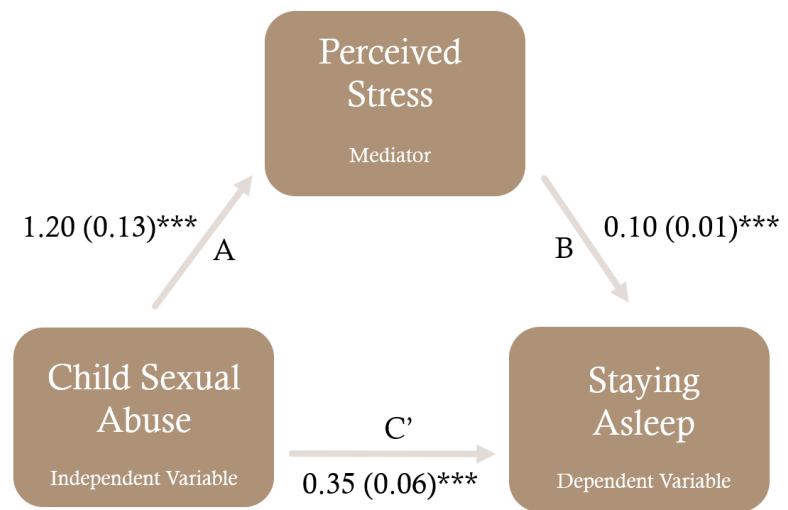 Perceived
Stress
Mediator
1.20 (0.13)***
A
B
0.10 (0.01)***
Child Sexual
Abuse
Independent Variable
C’
0.35 (0.06)***
Staying
Asleep
Dependent Variable